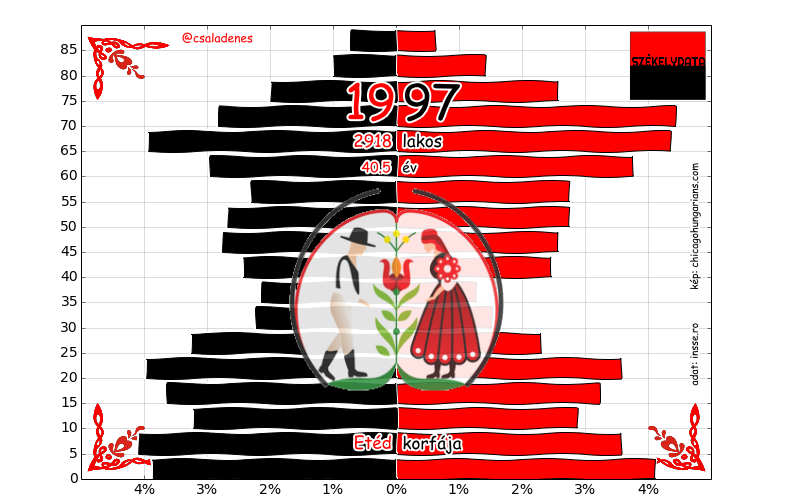 @csaladenes
SZÉKELYDATA
1997
2918 lakos
40.5 év
kép: chicagohungarians.com
adat: insse.ro
Etéd korfája
85
80
75
70
65
60
55
50
45
40
35
30
25
20
15
10
5
0
4% 3% 2% 1% 0% 1% 2% 3% 4%